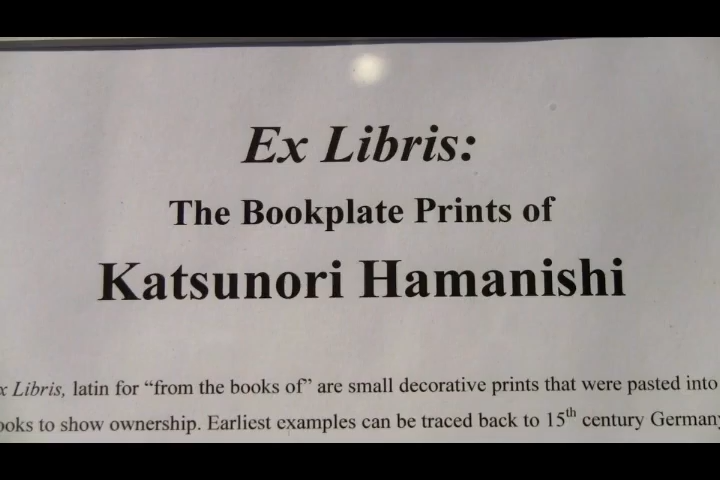 Ex Libris:
The Bookplate Prints of
Katsunori Hamanishi
x Libris, latin for “from the books of” are small decorative prints that were pasted into
ooks to show ownership. Earliest examples can be traced back to 15th century Germany